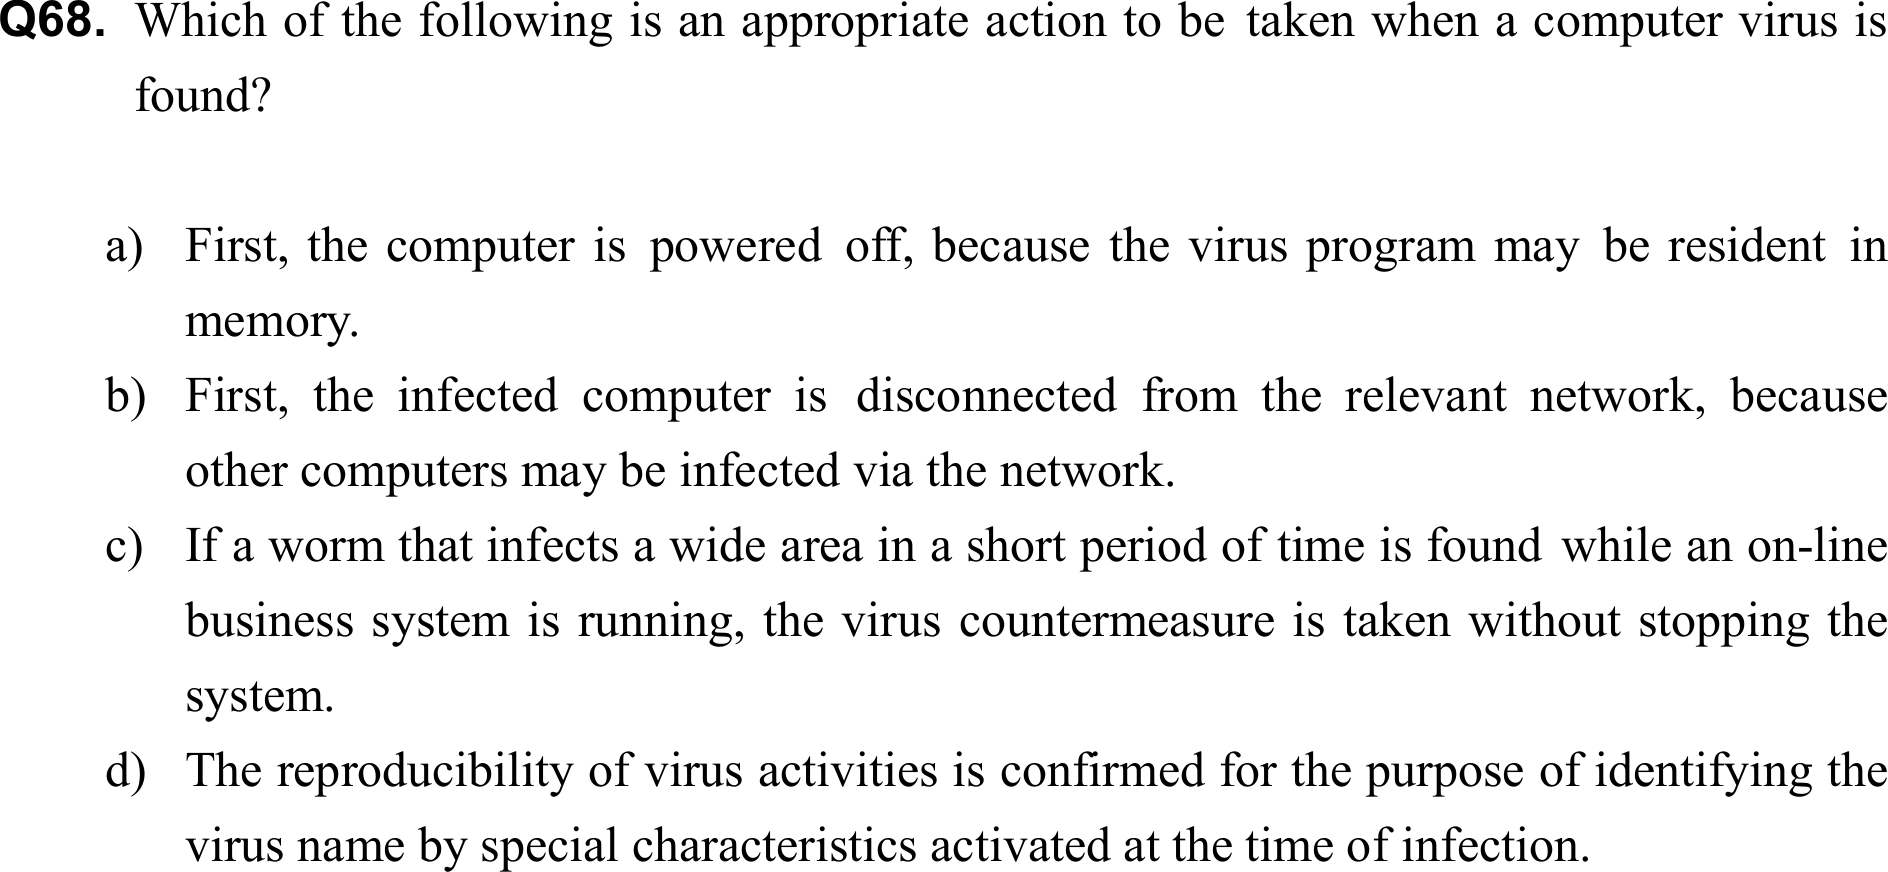 Q68. Which of the following is an appropriate action to be taken when a computer virus is
found?
a) First, the computer is powered off, because the virus program may be resident in
memory.
b) First, the infected computer is disconnected from the relevant network, because
other computers may be infected via the network.
c) If a worm that infects a wide area in a short period of time is found while an on-line
business system is running, the virus countermeasure is taken without stopping the
system.
d) The reproducibility of virus activities is confirmed for the purpose of identifying the
virus name by special characteristics activated at the time of infection.